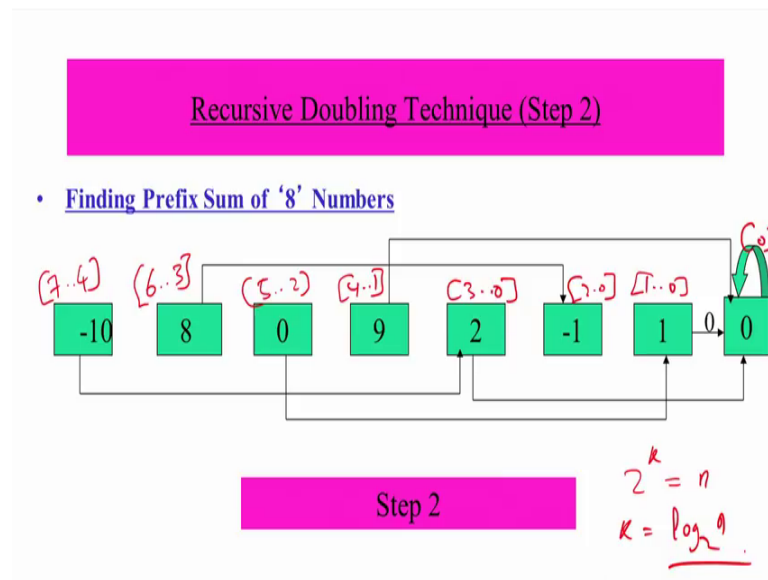 Recursive Doubling Technique (Step 2)
• Finding Prefix Sum of ‘8’ Numbers
[7..4] [6..3] [5..2) [4..1] [3..0] [2..0] [1..0] [0
-10 8 0 9 2 -1 1 0 0
Step 2
2^k = n
k = log₂ n